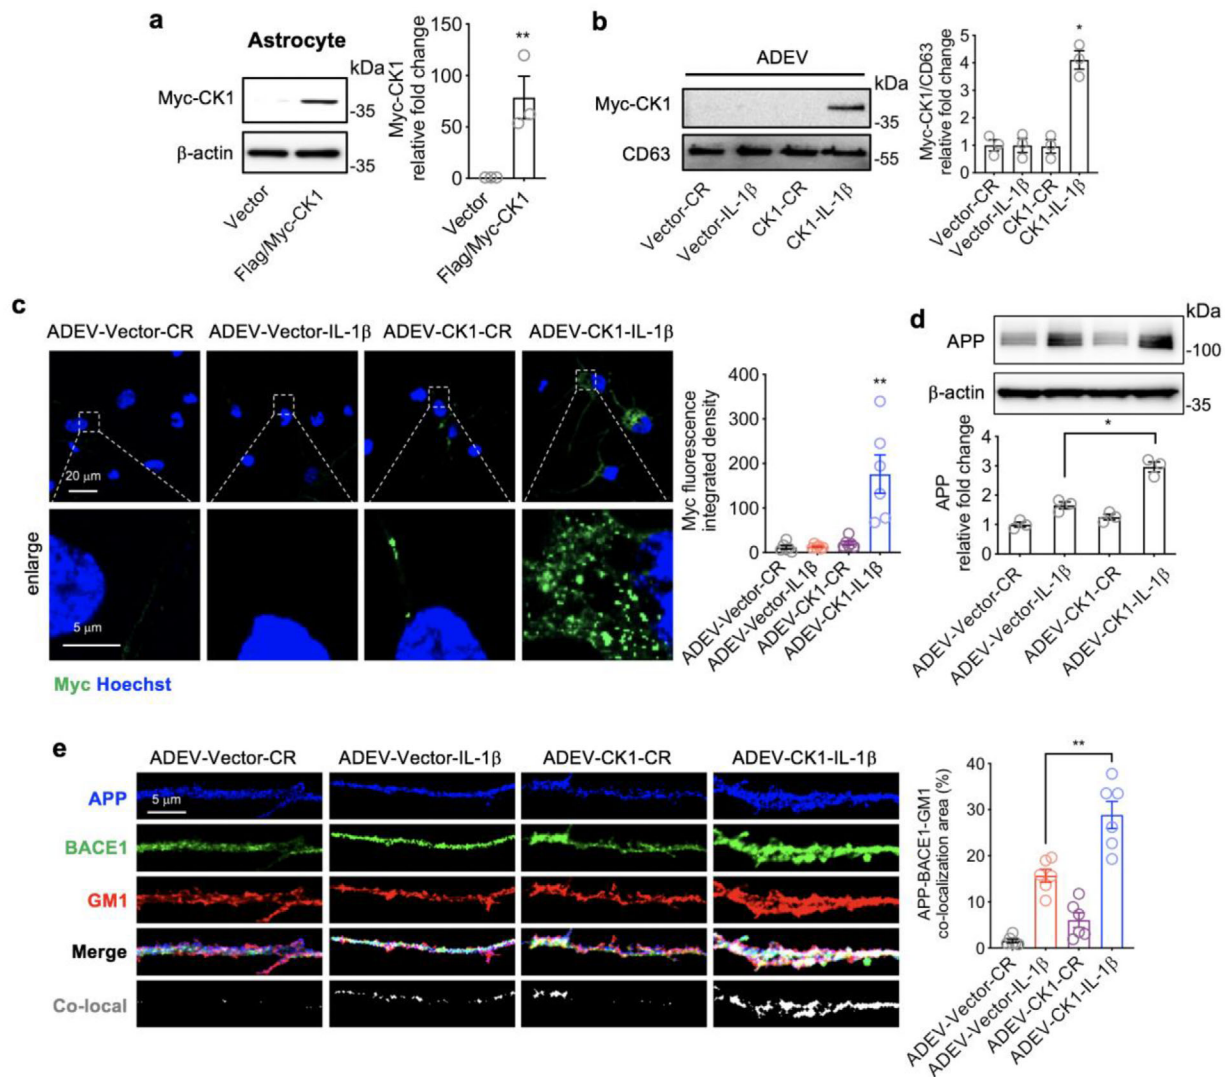 a
Astrocyte
kDa
Myc-CK1
-35
β-actin
-35
Vector
Flag/Myc-CK1
Myc-CK1
relative fold change
150
100
50
0
**
Vector
Flag/Myc-CK1
b
ADEV
kDa
Myc-CK1
-35
CD63
-55
Vector-CR
Vector-IL-1β
CK1-CR
CK1-IL-1β
Myc-CK1/CD63
relative fold change
5
4
3
2
1
0
*
Vector-CR
Vector-IL-1β
CK1-CR
CK1-IL-1β
c
ADEV-Vector-CR
ADEV-Vector-IL-1β
ADEV-CK1-CR
ADEV-CK1-IL-1β
20 μm
enlarge
5 μm
Myc Hoechst
Myc fluorescence
integrated density
400
300
200
100
0
**
ADEV-Vector-CR
ADEV-Vector-IL-1β
ADEV-CK1-CR
ADEV-CK1-IL-1β
d
kDa
APP
-100
β-actin
-35
APP
relative fold change
4
3
2
1
0
*
ADEV-Vector-CR
ADEV-Vector-IL-1β
ADEV-CK1-CR
ADEV-CK1-IL-1β
e
ADEV-Vector-CR
ADEV-Vector-IL-1β
ADEV-CK1-CR
ADEV-CK1-IL-1β
APP
5 μm
BACE1
GM1
Merge
Co-local
APP-BACE1-GM1
co-localization area (%)
40
30
20
10
0
**
ADEV-Vector-CR
ADEV-Vector-IL-1β
ADEV-CK1-CR
ADEV-CK1-IL-1β